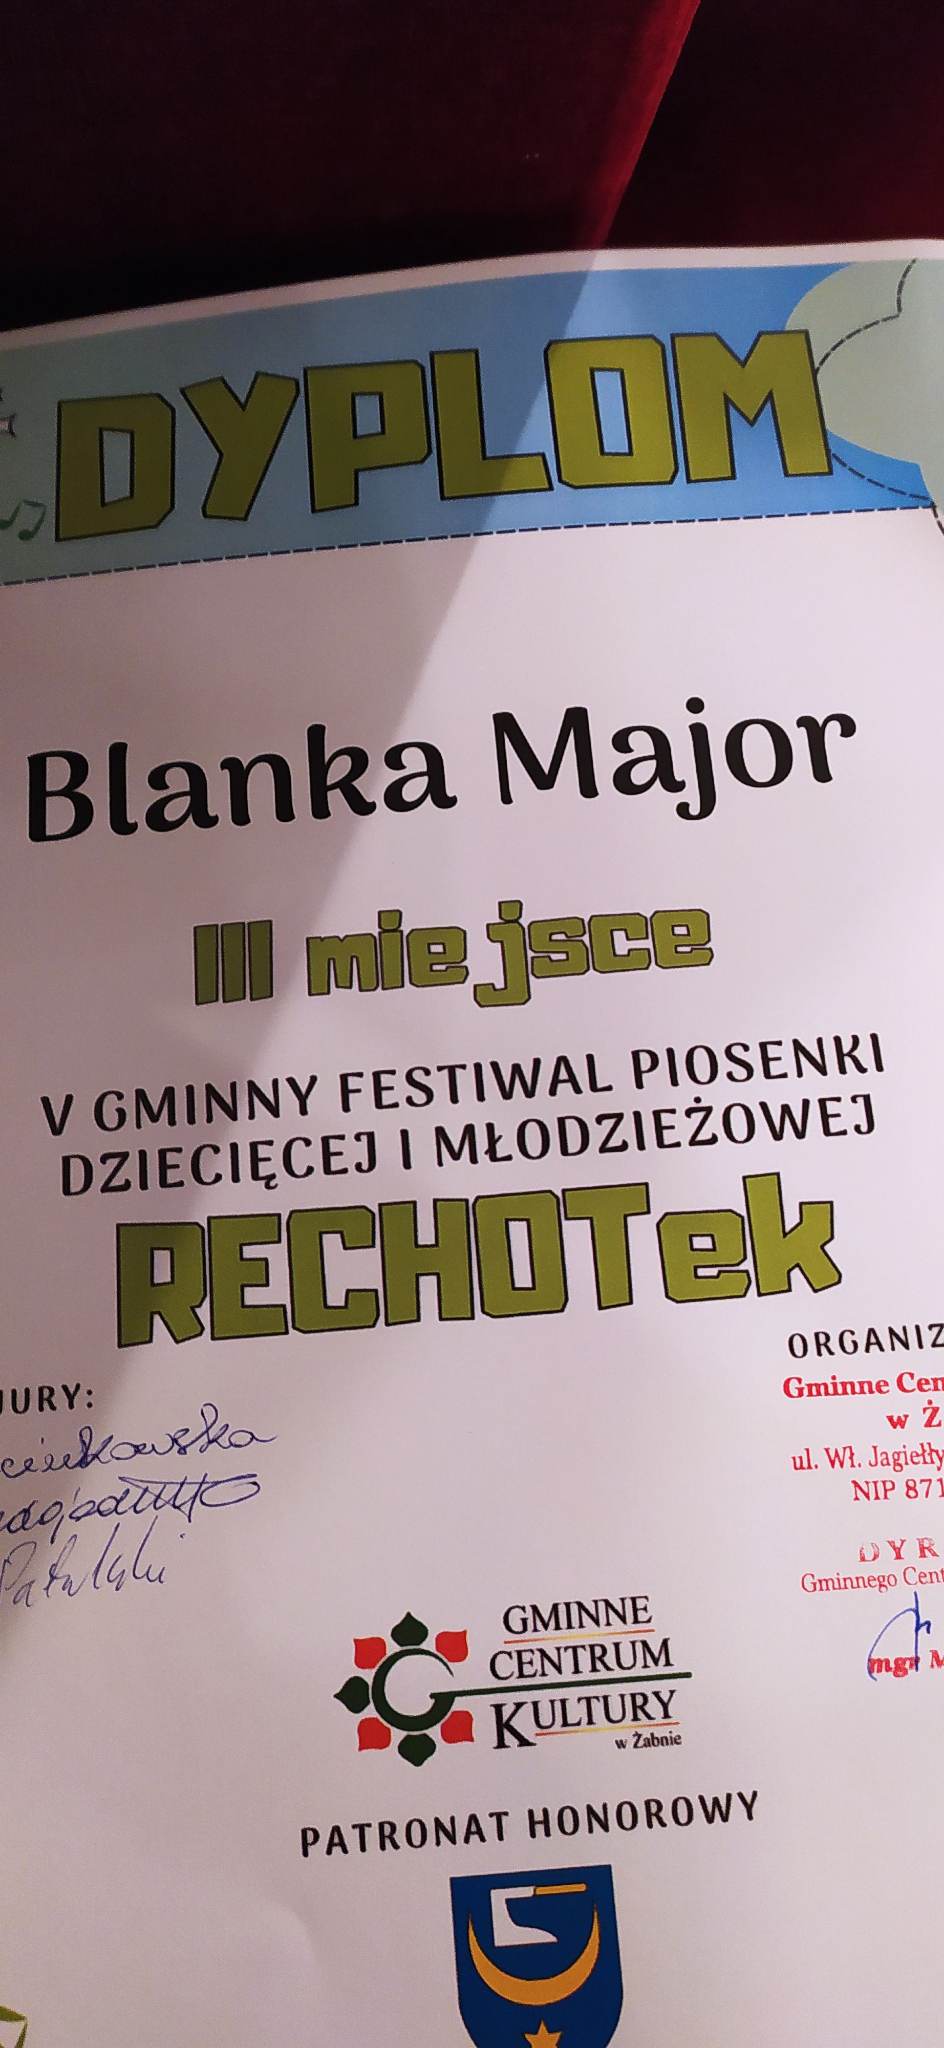 DYPLOM
Blanka Major
III miejsce
V GMINNY FESTIWAL PIOSENKI
DZIECIĘCEJ I MŁODZIEŻOWEJ
RECHOTek
JURY:
ORGANIZ
Gminne Cen
w Ż
ul. Wł. Jagiełły
NIP 871
DYR
Gminnego Cent
mgr M
GMINNE
CENTRUM
KULTURY
w Żabnie
PATRONAT HONOROWY